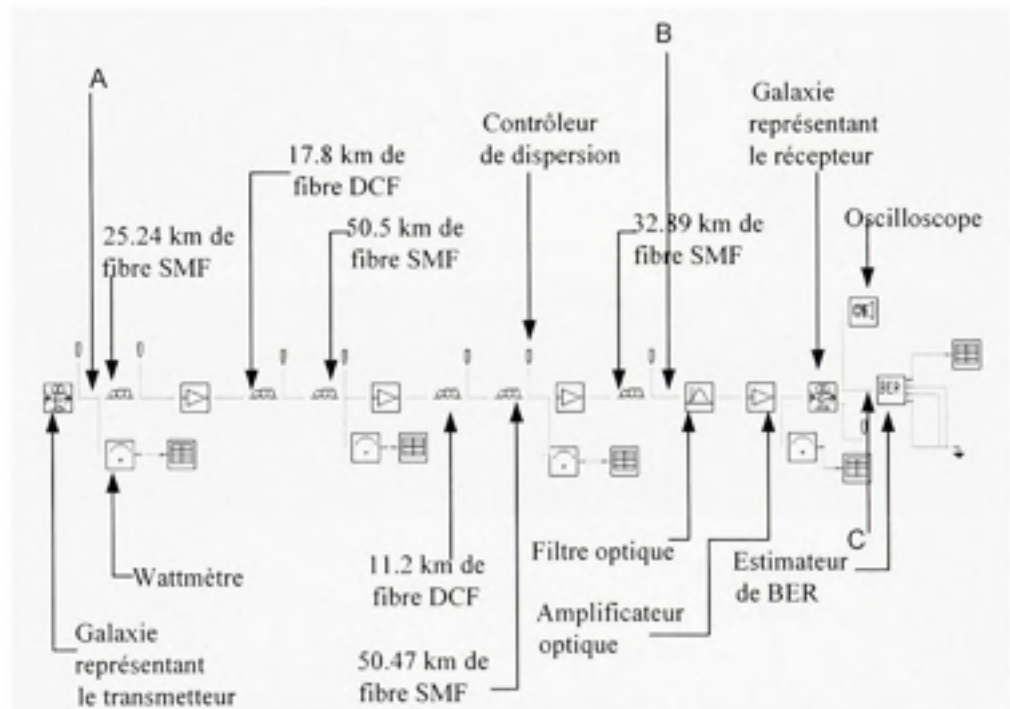 A
B
17.8 km de
fibre DCF
Contrôleur
de dispersion
Galaxie
représentant
le récepteur
25.24 km de
fibre SMF
50.5 km de
fibre SMF
32.89 km de
fibre SMF
Oscilloscope
BER
Wattmètre
11.2 km de
fibre DCF
Filtre optique
C
Estimateur
de BER
Galaxie
représentant
le transmetteur
50.47 km de
fibre SMF
Amplificateur
optique